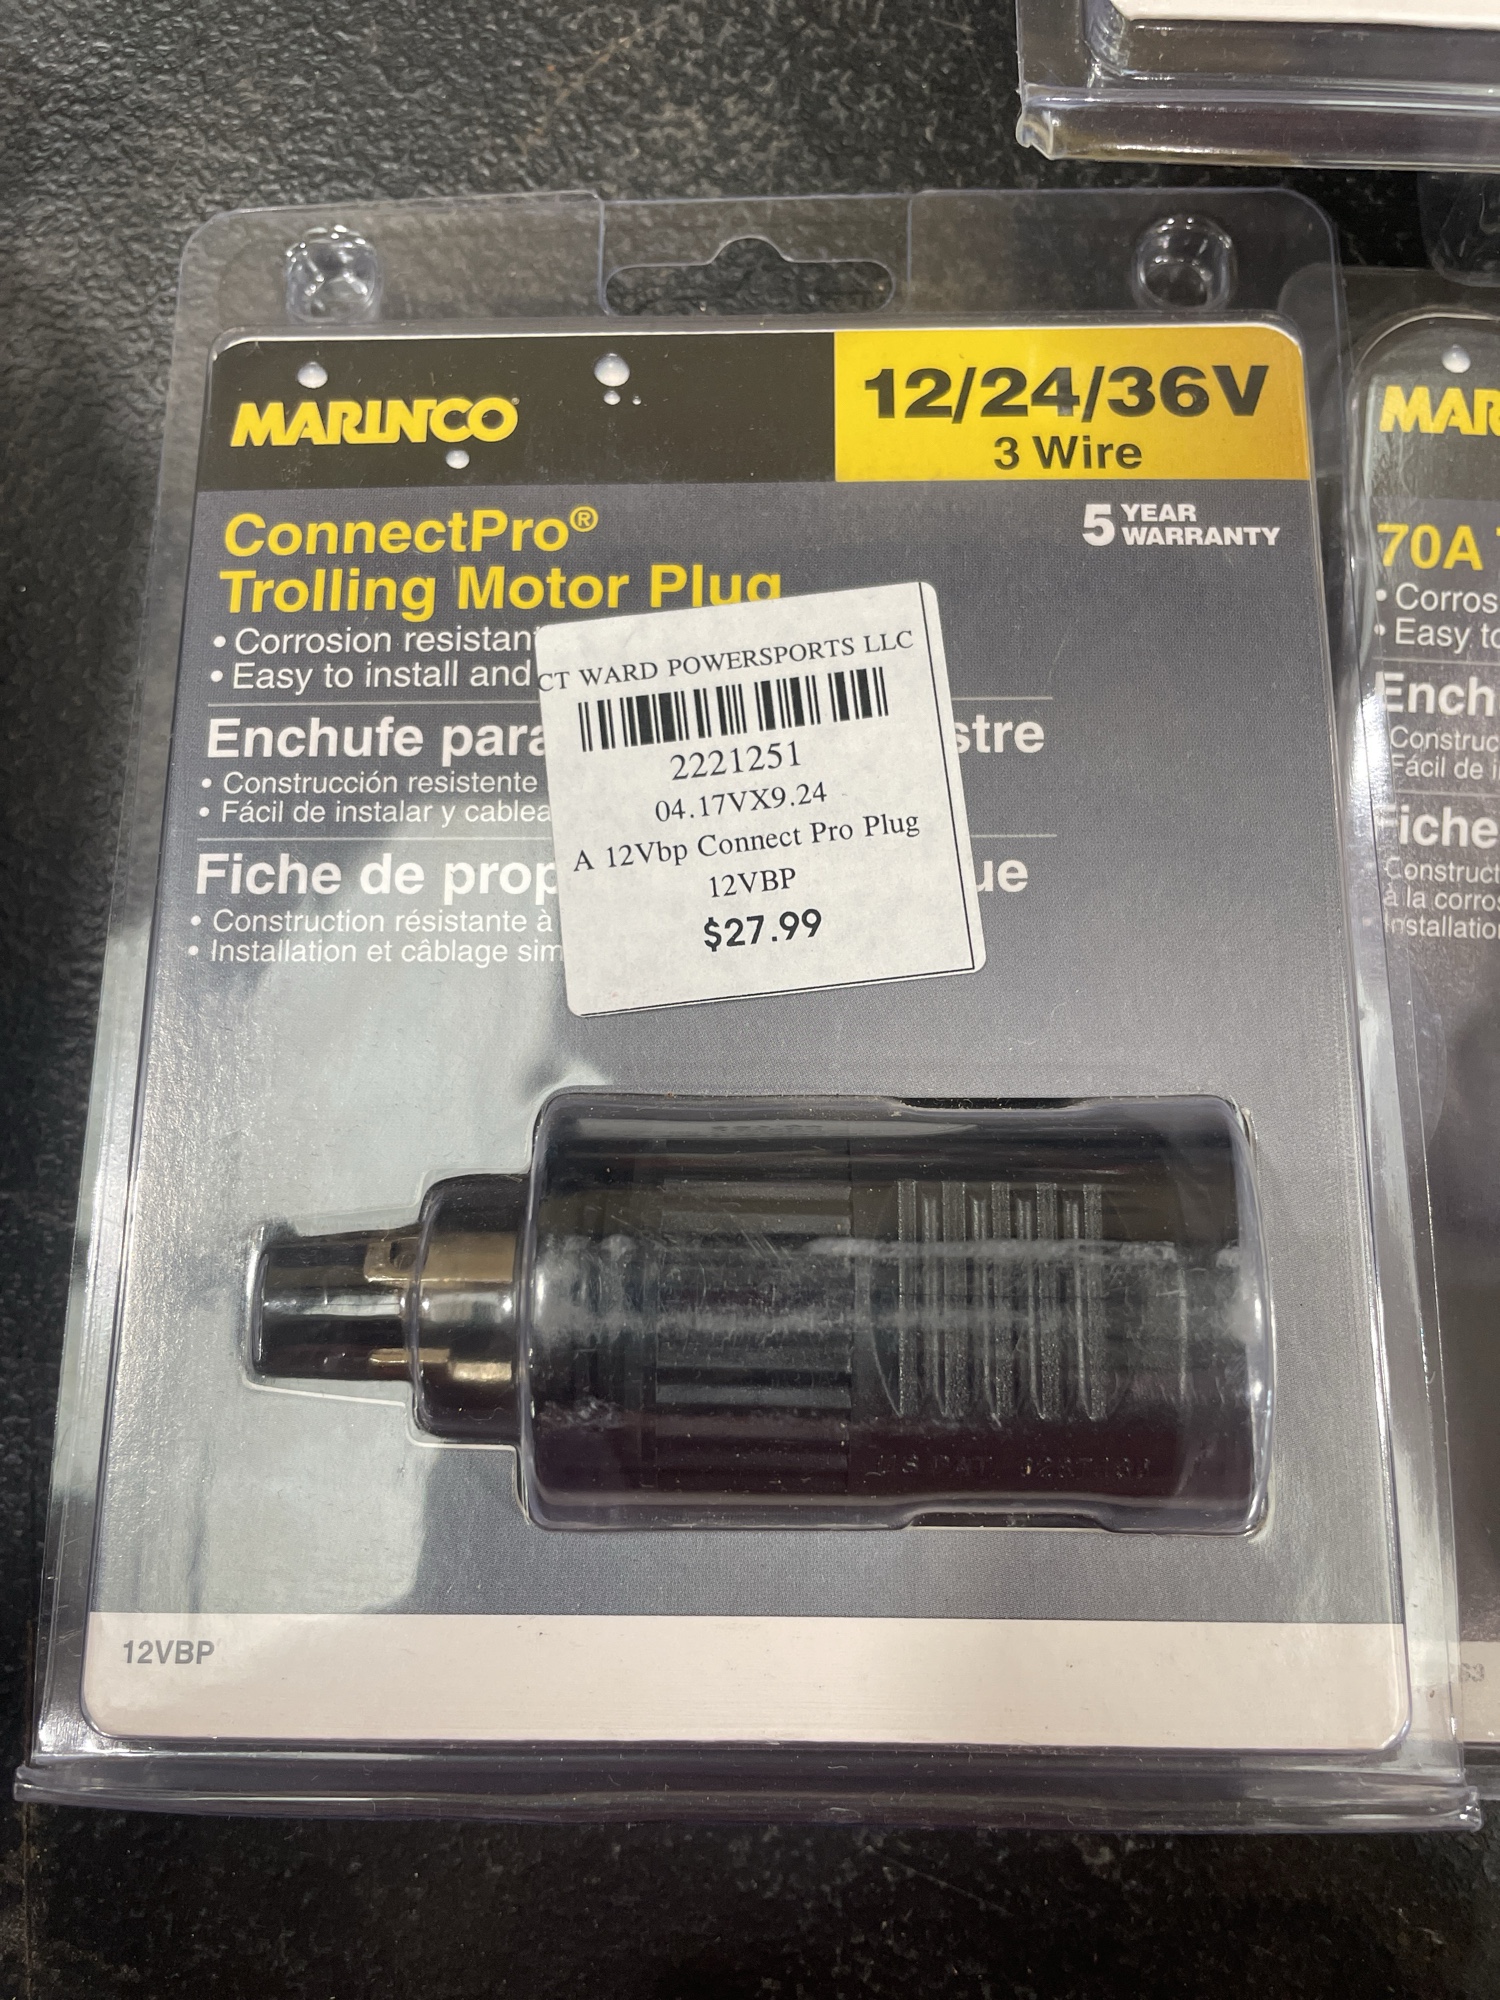 MARINCO®
12/24/36V
3 Wire
5 YEAR
WARRANTY
ConnectPro®
Trolling Motor Plug
• Corrosion resistant
• Easy to install and
Enchufe para
stre
• Construcción resistente
• Fácil de instalar y cablea
Fiche de prop
ue
• Construction résistante à
• Installation et câblage sim
CT WARD POWERSPORTS LLC
2221251
04.17VX9.24
A 12Vbp Connect Pro Plug
12VBP
$27.99
12VBP
MAR
70A
• Corros
• Easy to
Ench
Construc
Fácil de i
Fiche
Construct
à la corros
Installatio